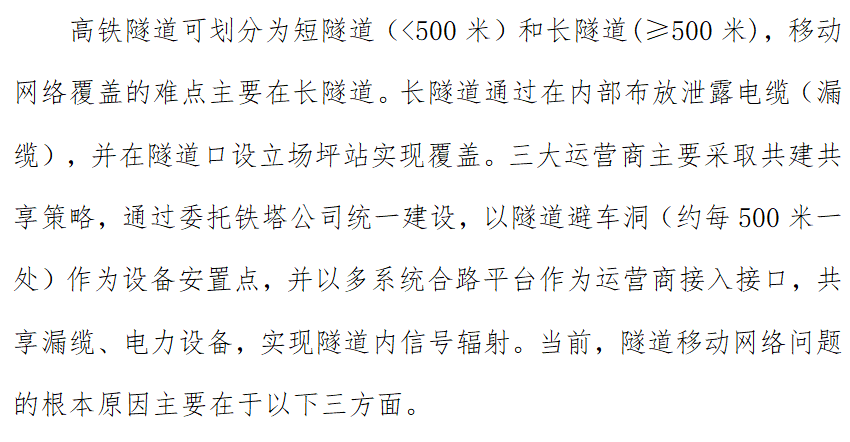 高铁隧道可划分为短隧道（<500 米）和长隧道(≥500 米)，移动
网络覆盖的难点主要在长隧道。长隧道通过在内部布放泄露电缆（漏
缆），并在隧道口设立场坪站实现覆盖。三大运营商主要采取共建共
享策略，通过委托铁塔公司统一建设，以隧道避车洞（约每 500 米一
处）作为设备安置点，并以多系统合路平台作为运营商接入接口，共
享漏缆、电力设备，实现隧道内信号辐射。当前，隧道移动网络问题
的根本原因主要在于以下三方面。